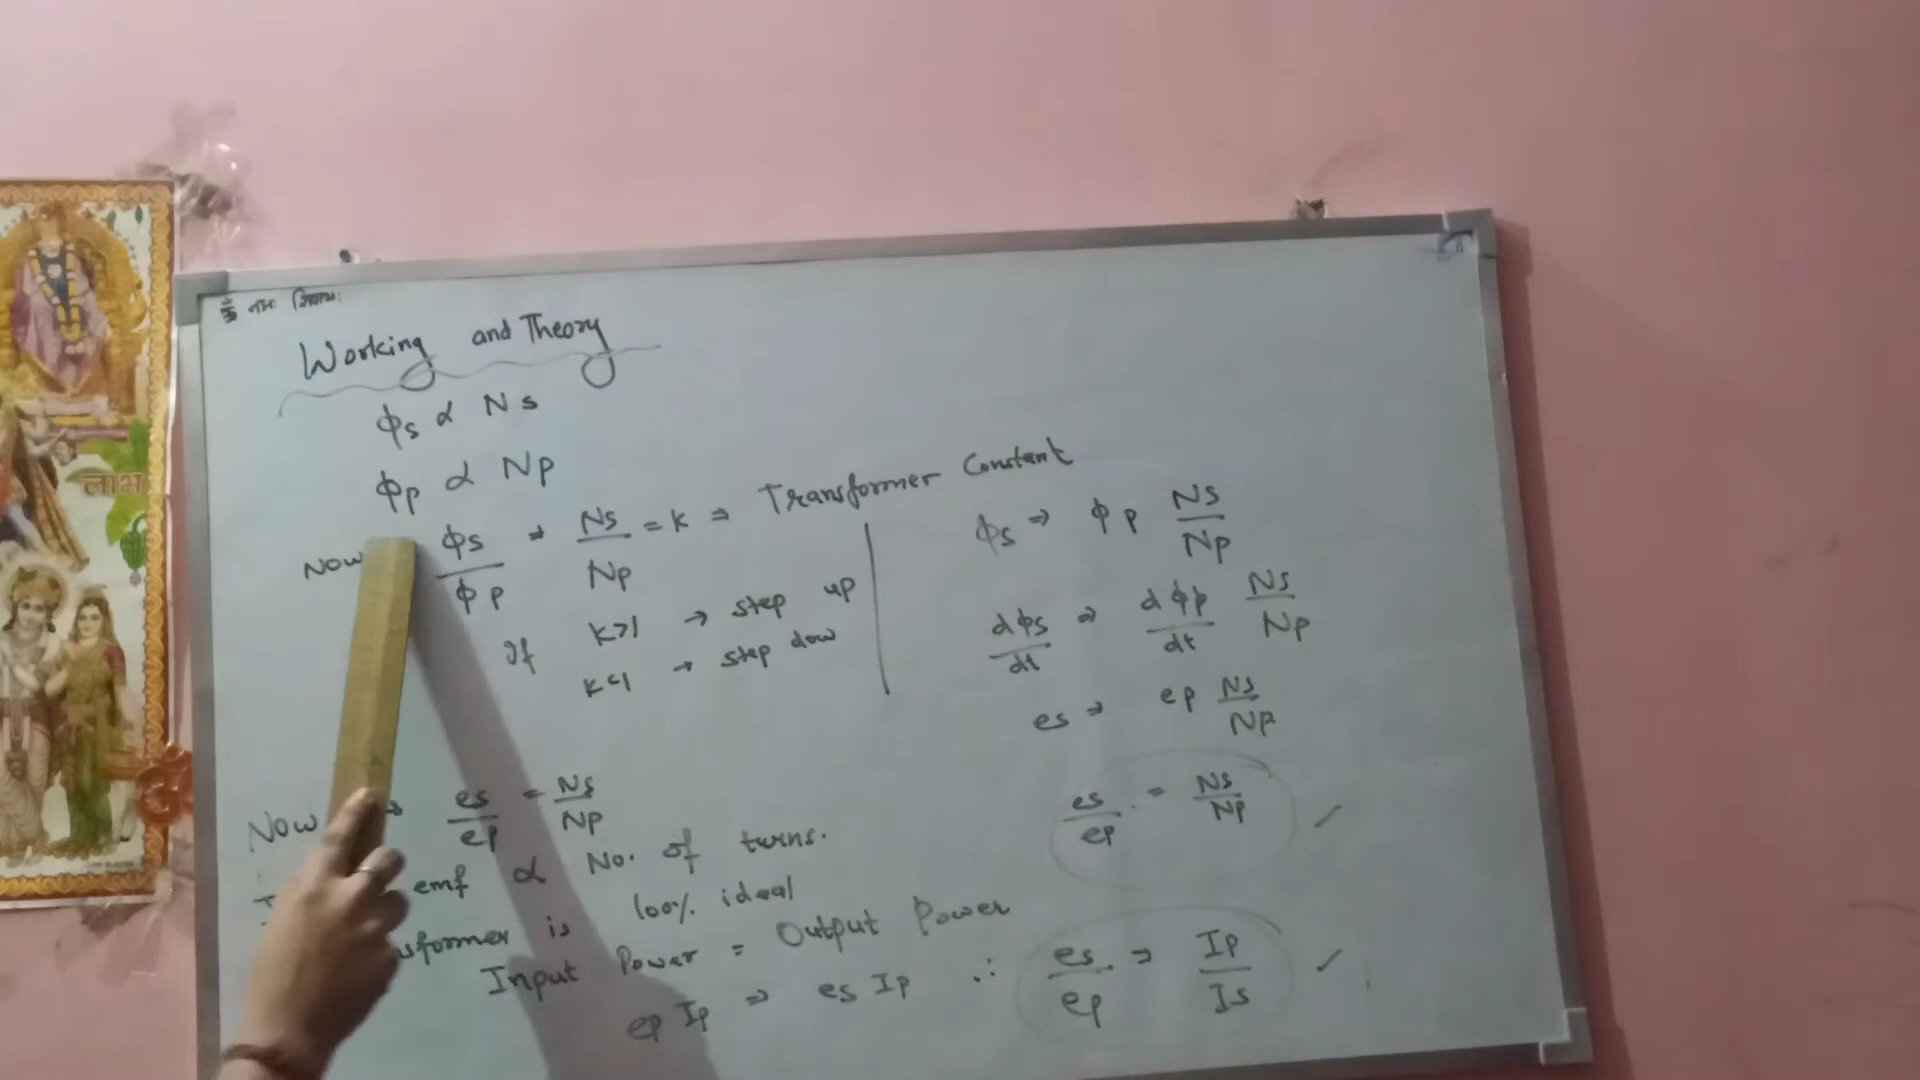 ॐ नमः शिवाय:
Working and Theory
ϕs α Ns
ϕp α Np
Now ϕs/ϕp ⇒ Ns/Np = K ⇒ Transformer Constant
If K>1 → step up
K<1 → step dow
ϕs ⇒ ϕp Ns/Np
dϕs/dt ⇒ dϕp/dt Ns/Np
es ⇒ ep Ns/Np
es/ep = Ns/Np ✓
Now ⇒ es/ep = Ns/Np
emf α No. of turns.
is 100% ideal
Input Power = Output Power
ep Ip ⇒ es Ip ∴ es/ep ⇒ Ip/Is ✓
लाभ